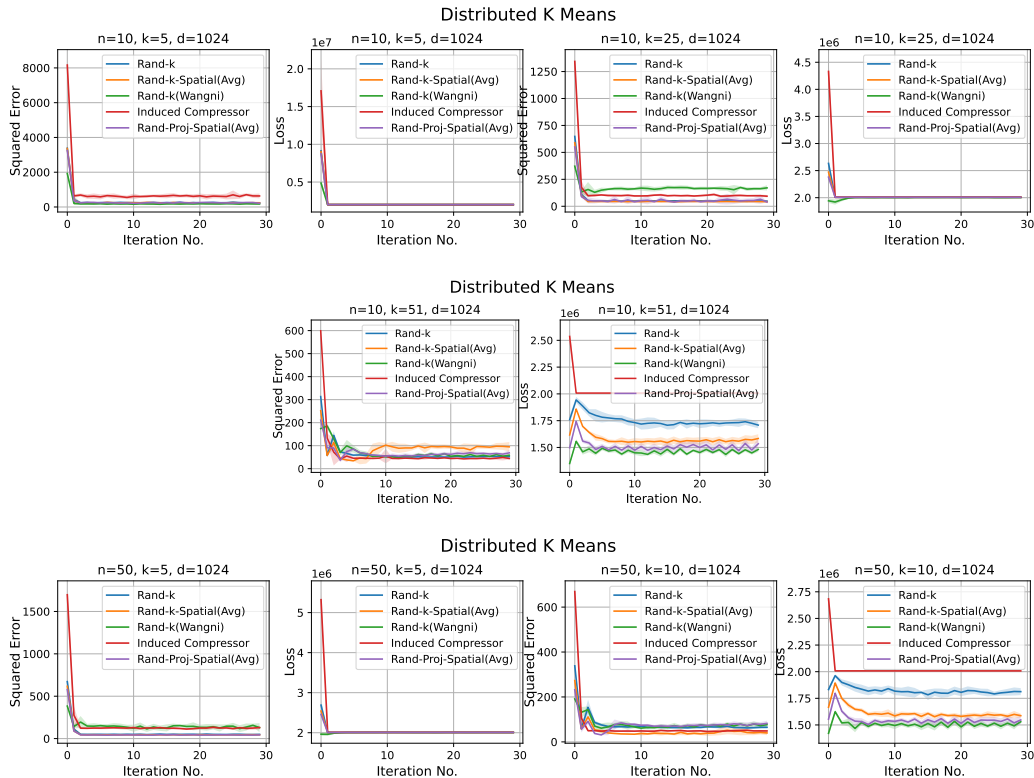 Distributed K Means
n=10, k=5, d=1024
Squared Error
8000
6000
4000
2000
0
Rand-k
Rand-k-Spatial(Avg)
Rand-k(Wangni)
Induced Compressor
Rand-Proj-Spatial(Avg)
0 10 20 30
Iteration No.
n=10, k=5, d=1024
1e7
Loss
2.0
1.5
1.0
0.5
Rand-k
Rand-k-Spatial(Avg)
Rand-k(Wangni)
Induced Compressor
Rand-Proj-Spatial(Avg)
0 10 20 30
Iteration No.
n=10, k=25, d=1024
Squared Error
1250
1000
750
500
250
0
Rand-k
Rand-k-Spatial(Avg)
Rand-k(Wangni)
Induced Compressor
Rand-Proj-Spatial(Avg)
0 10 20 30
Iteration No.
n=10, k=25, d=1024
1e6
4.5
4.0
3.5
3.0
2.5
2.0
Rand-k
Rand-k-Spatial(Avg)
Rand-k(Wangni)
Induced Compressor
Rand-Proj-Spatial(Avg)
0 10 20 30
Iteration No.
Distributed K Means
n=10, k=51, d=1024
Squared Error
600
500
400
300
200
100
0
Rand-k
Rand-k-Spatial(Avg)
Rand-k(Wangni)
Induced Compressor
Rand-Proj-Spatial(Avg)
0 10 20 30
Iteration No.
n=10, k=51, d=1024
1e6
Loss
2.50
2.25
2.00
1.75
1.50
Rand-k
Rand-k-Spatial(Avg)
Rand-k(Wangni)
Induced Compressor
Rand-Proj-Spatial(Avg)
0 10 20 30
Iteration No.
Distributed K Means
n=50, k=5, d=1024
Squared Error
1500
1000
500
0
Rand-k
Rand-k-Spatial(Avg)
Rand-k(Wangni)
Induced Compressor
Rand-Proj-Spatial(Avg)
0 10 20 30
Iteration No.
n=50, k=5, d=1024
1e6
Loss
5
4
3
2
Rand-k
Rand-k-Spatial(Avg)
Rand-k(Wangni)
Induced Compressor
Rand-Proj-Spatial(Avg)
0 10 20 30
Iteration No.
n=50, k=10, d=1024
Squared Error
600
400
200
0
Rand-k
Rand-k-Spatial(Avg)
Rand-k(Wangni)
Induced Compressor
Rand-Proj-Spatial(Avg)
0 10 20 30
Iteration No.
n=50, k=10, d=1024
1e6
Loss
2.75
2.50
2.25
2.00
1.75
1.50
Rand-k
Rand-k-Spatial(Avg)
Rand-k(Wangni)
Induced Compressor
Rand-Proj-Spatial(Avg)
0 10 20 30
Iteration No.